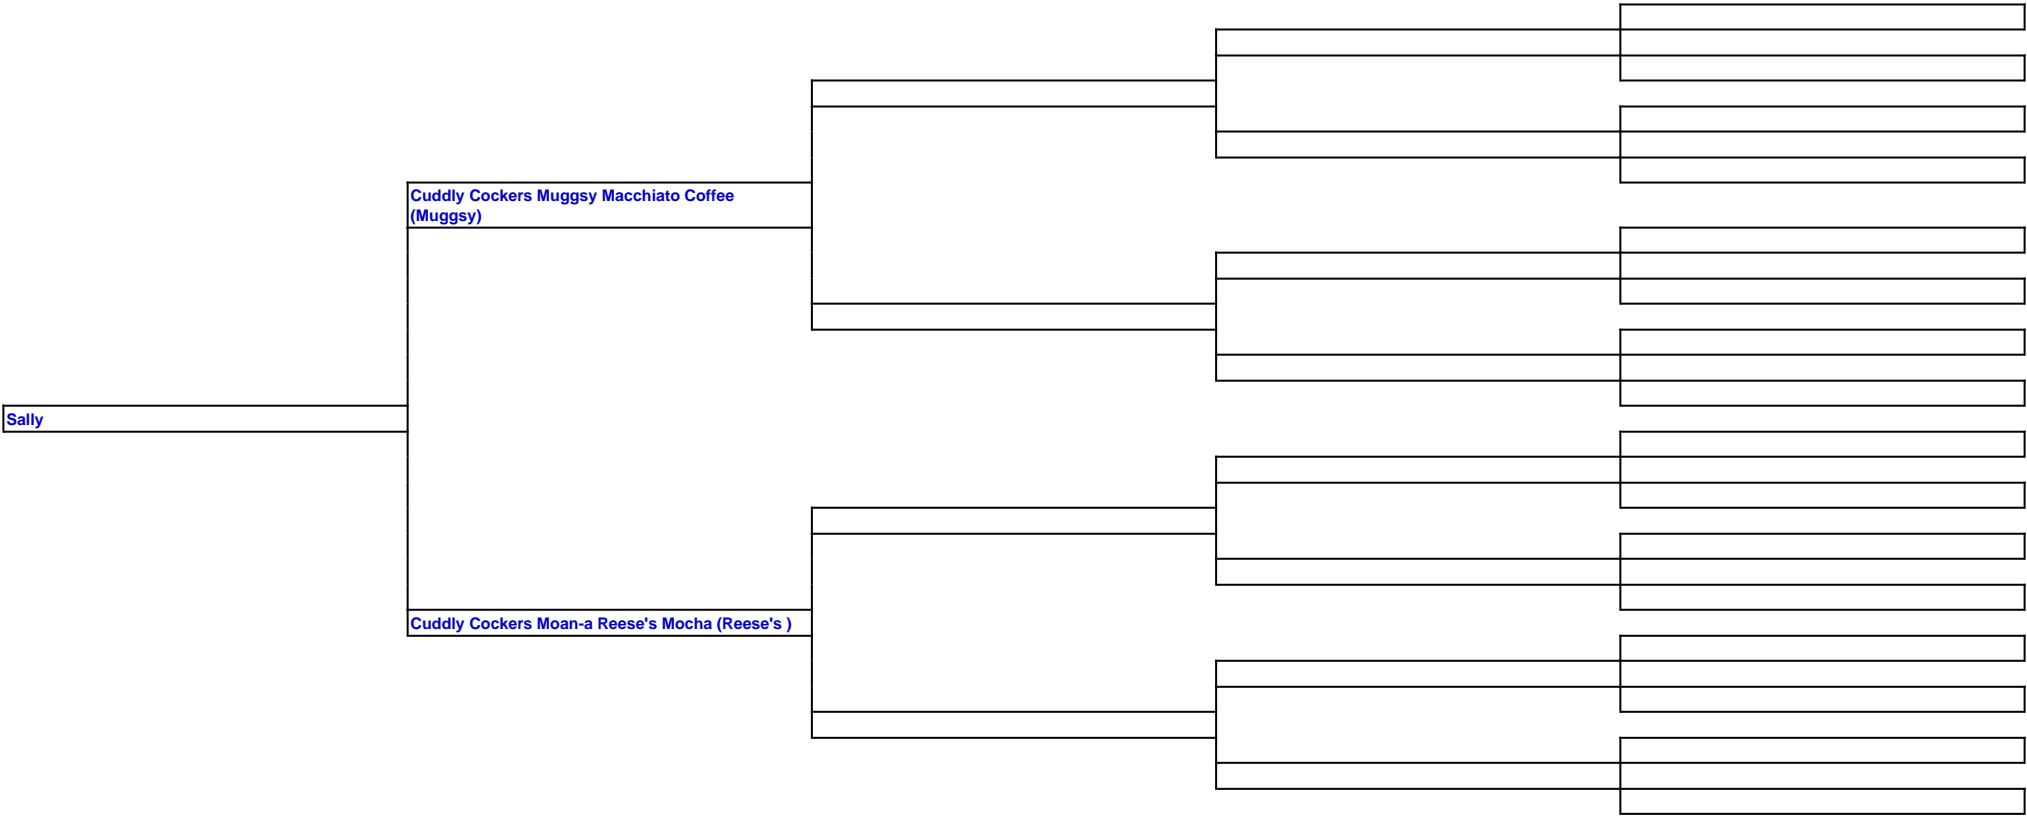 Cuddly Cockers Muggsy Macchiato Coffee
(Muggsy)
Sally
Cuddly Cockers Moan-a Reese's Mocha (Reese's )